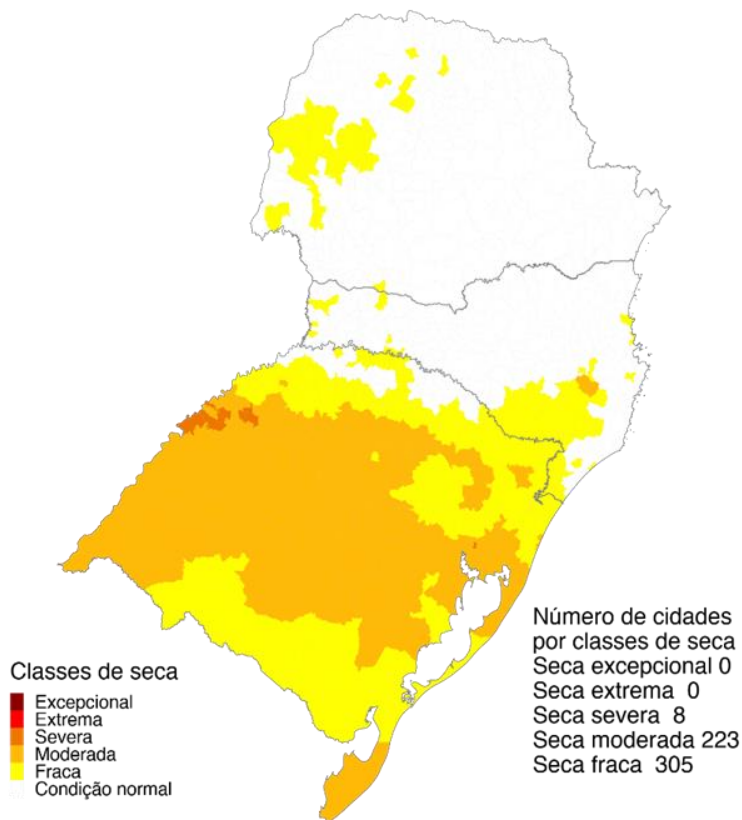 Número de cidades
por classes de seca
Seca excepcional 0
Seca extrema 0
Seca severa 8
Seca moderada 223
Seca fraca 305
Classes de seca
Excepcional
Extrema
Severa
Moderada
Fraca
Condição normal